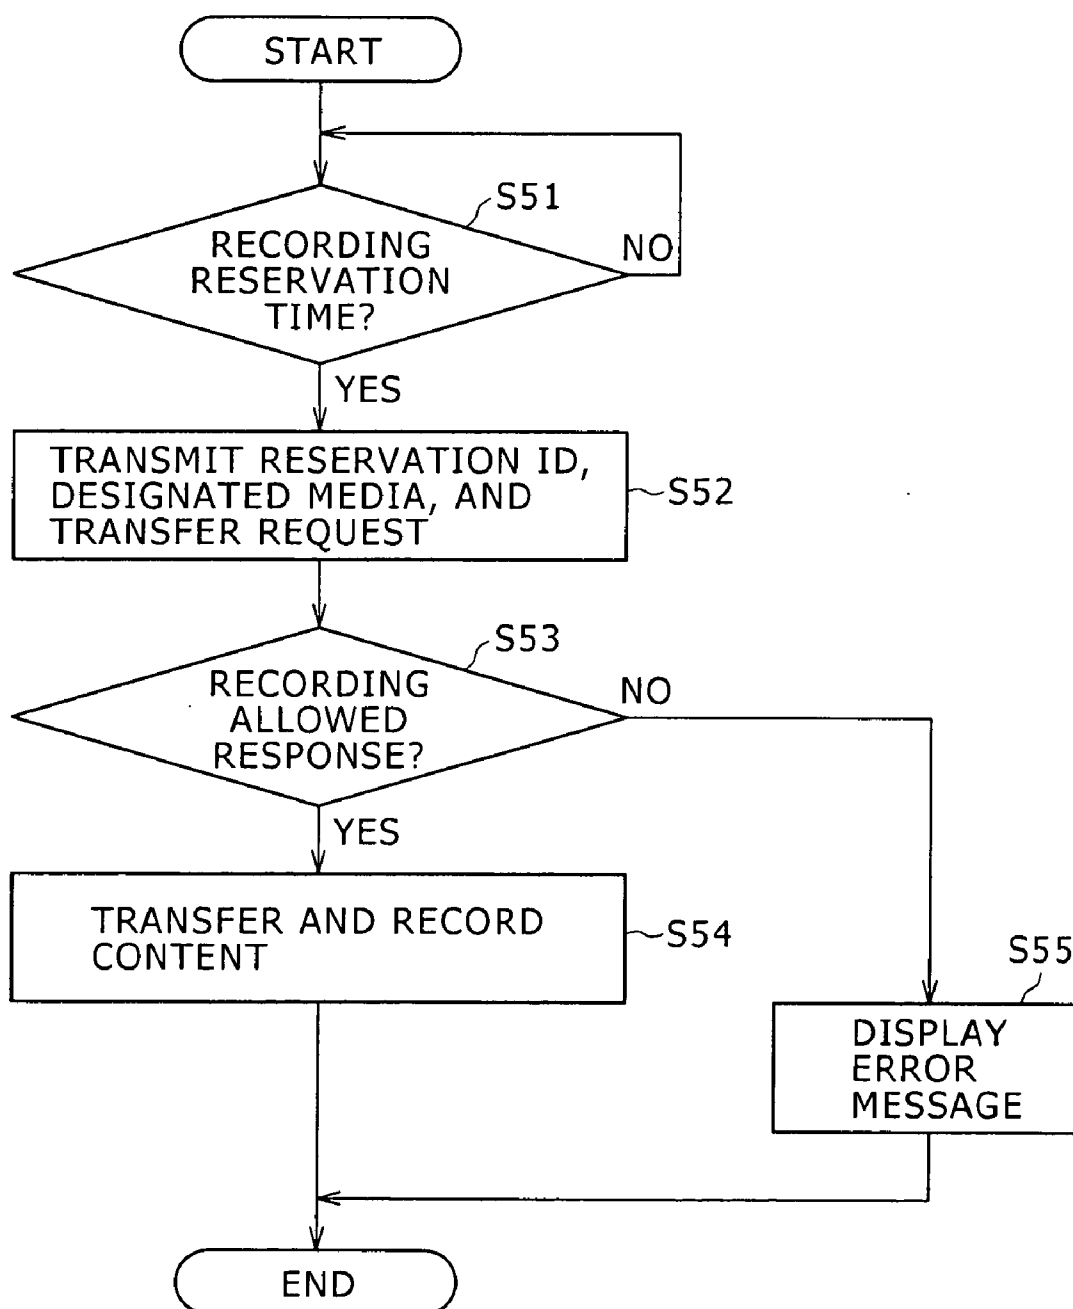 START
S51
RECORDING
RESERVATION
TIME?
NO
YES
TRANSMIT RESERVATION ID,
DESIGNATED MEDIA, AND
TRANSFER REQUEST
S52
S53
RECORDING
ALLOWED
RESPONSE?
NO
YES
TRANSFER AND RECORD
CONTENT
S54
S55
DISPLAY
ERROR
MESSAGE
END